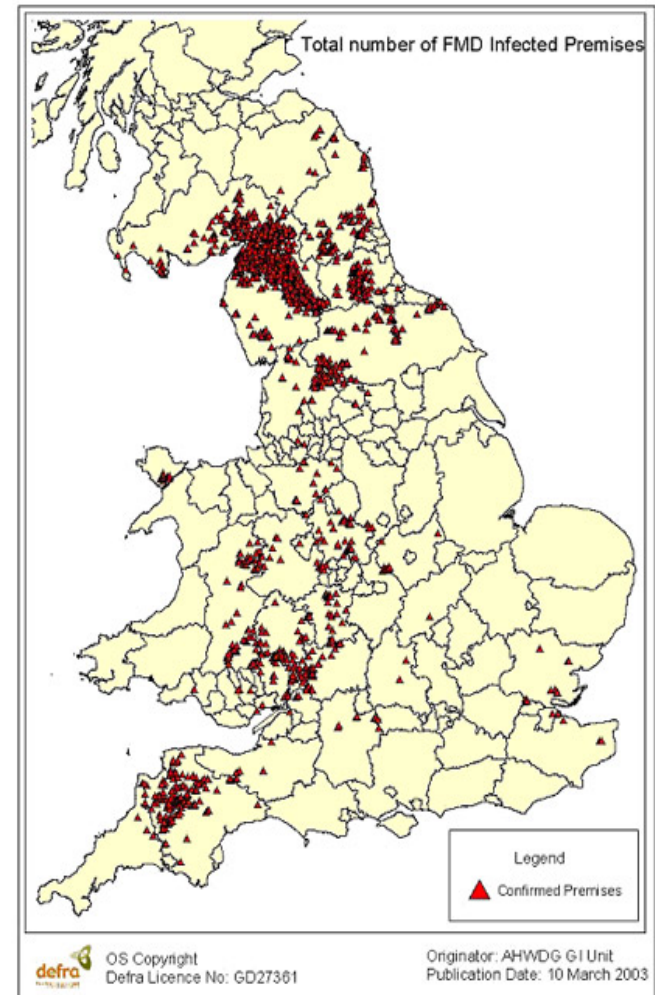 Total number of FMD Infected Premises
Legend
Confirmed Premises
defra
OS Copyright
Defra Licence No: GD27361
Originator: AHWDG GI Unit
Publication Date: 10 March 2003